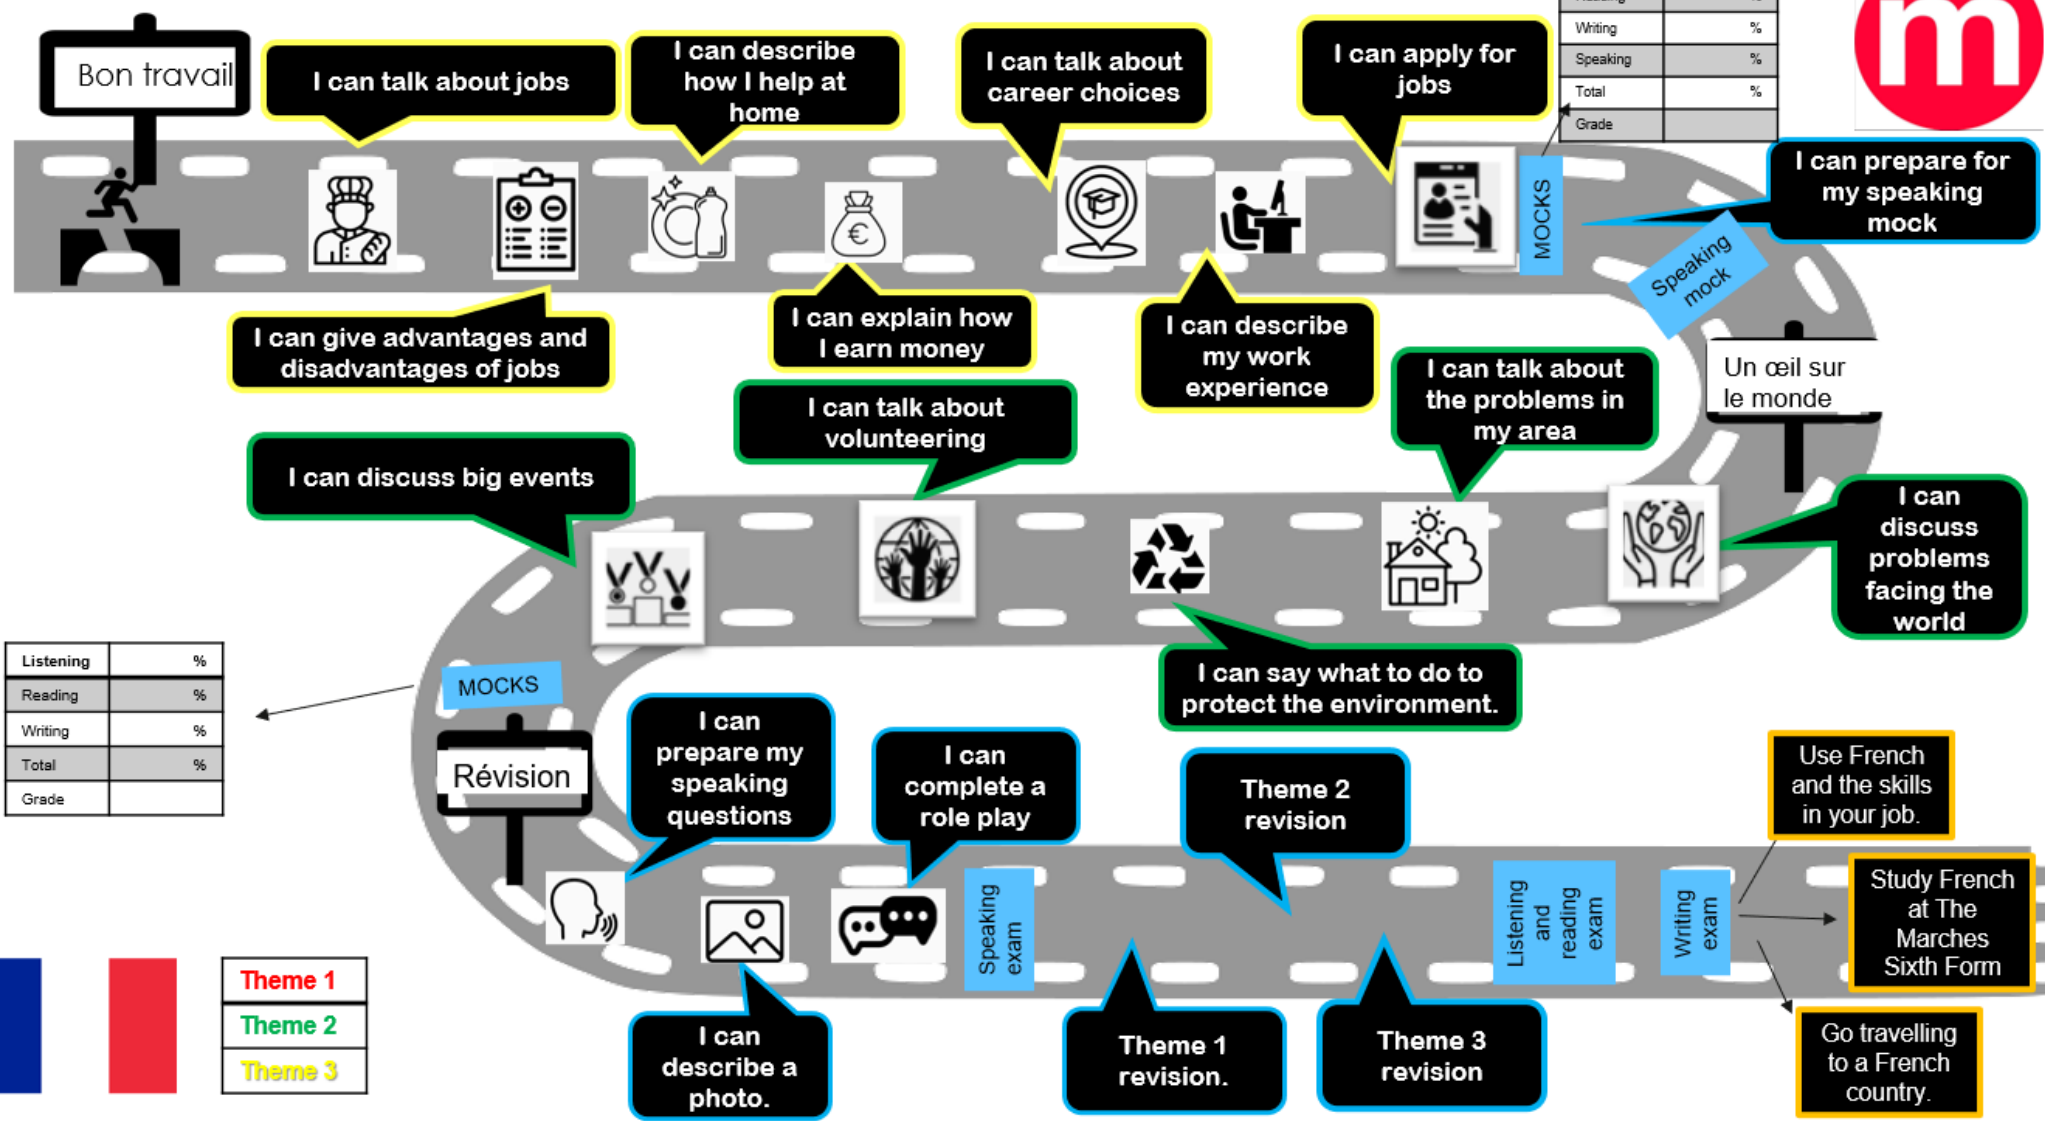 Bon travail
I can talk about jobs
I can describe
how I help at
home
I can talk about
career choices
I can apply for
jobs
Writing %
Speaking %
Total %
Grade
m
I can prepare for
my speaking
mock
MOCKS
Speaking
mock
€
I can give advantages and
disadvantages of jobs
I can explain how
I earn money
I can describe
my work
experience
Un œil sur
le monde
I can talk about
the problems in
my area
I can talk about
volunteering
I can discuss big events
I can
discuss
problems
facing the
world
I can say what to do to
protect the environment.
Listening %
Reading %
Writing %
Total %
Grade
MOCKS
Révision
I can
prepare my
speaking
questions
I can
complete a
role play
Theme 2
revision
Use French
and the skills
in your job.
Speaking
exam
Listening
and
reading
exam
Writing
exam
Study French
at The
Marches
Sixth Form
Theme 1
Theme 2
Theme 3
I can
describe a
photo.
Theme 1
revision.
Theme 3
revision
Go travelling
to a French
country.